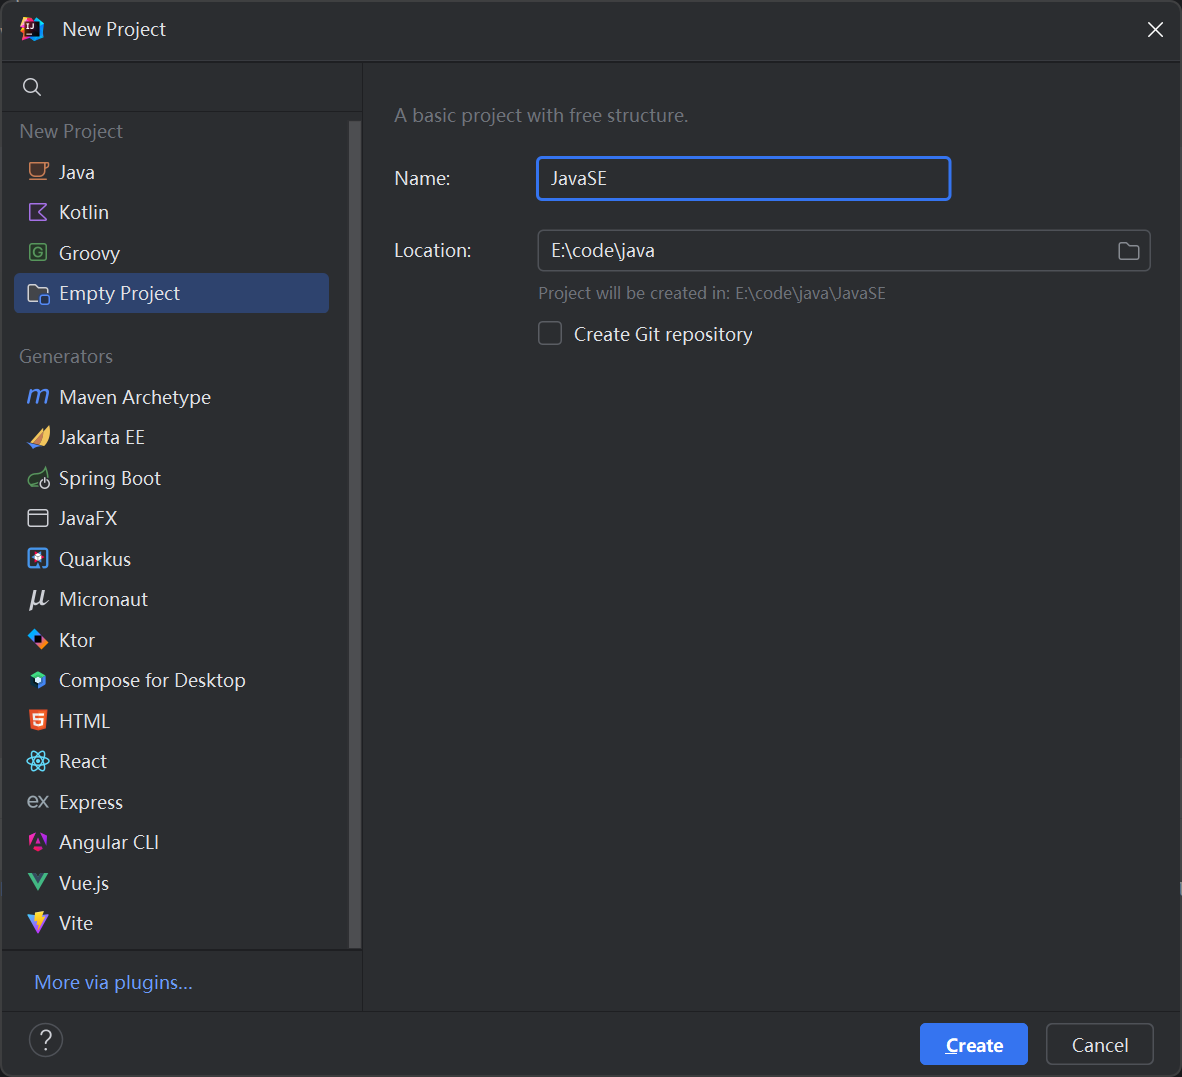 New Project
New Project
Java
Kotlin
Groovy
Empty Project
Generators
Maven Archetype
Jakarta EE
Spring Boot
JavaFX
Quarkus
Micronaut
Ktor
Compose for Desktop
HTML
React
Express
Angular CLI
Vue.js
Vite
More via plugins...
A basic project with free structure.
Name: JavaSE
Location: E:\code\java
Project will be created in: E:\code\java\JavaSE
Create Git repository
?
Create Cancel